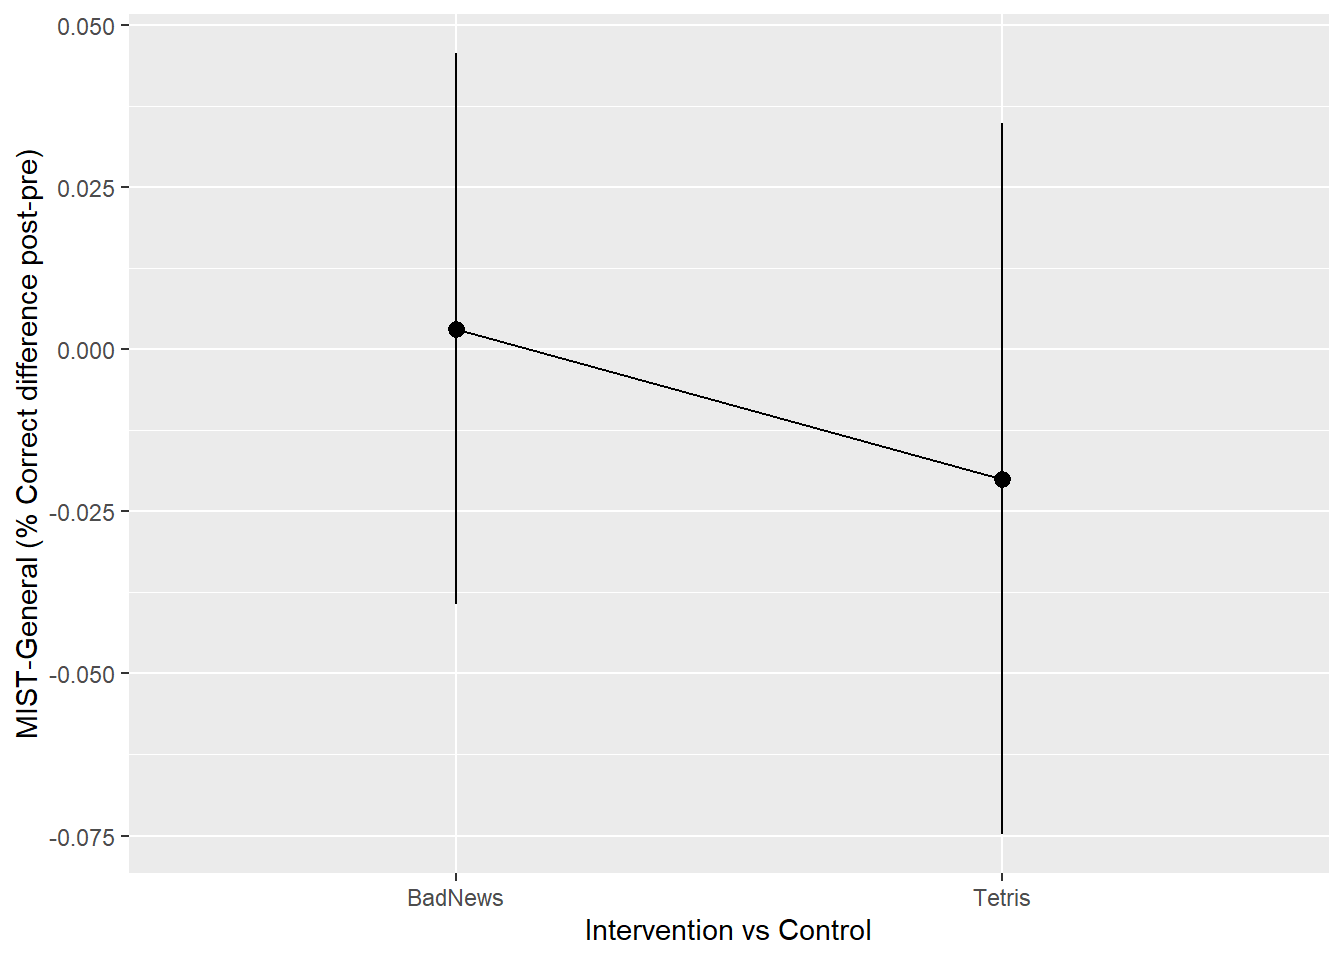 MIST-General (% Correct difference post-pre)
0.050
0.025
0.000
-0.025
-0.050
-0.075
BadNews
Tetris
Intervention vs Control